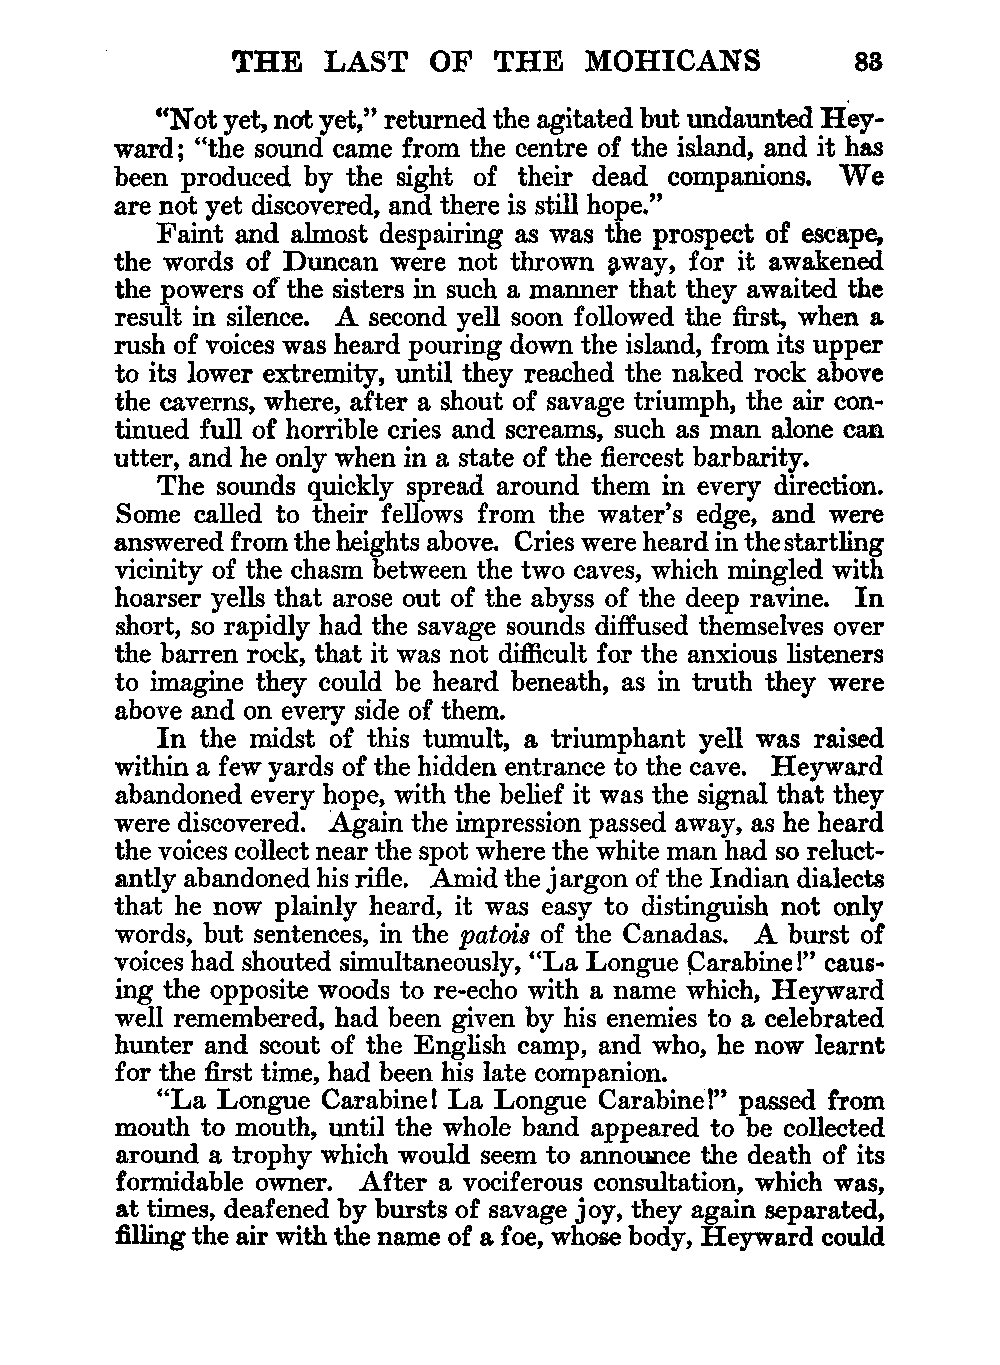 THE LAST OF THE MOHICANS 83
“Not yet, not yet,” returned the agitated but undaunted Hey-
ward; “the sound came from the centre of the island, and it has
been produced by the sight of their dead companions. We
are not yet discovered, and there is still hope.”
Faint and almost despairing as was the prospect of escape,
the words of Duncan were not thrown away, for it awakened
the powers of the sisters in such a manner that they awaited the
result in silence. A second yell soon followed the first, when a
rush of voices was heard pouring down the island, from its upper
to its lower extremity, until they reached the naked rock above
the caverns, where, after a shout of savage triumph, the air con-
tinued full of horrible cries and screams, such as man alone can
utter, and he only when in a state of the fiercest barbarity.
The sounds quickly spread around them in every direction.
Some called to their fellows from the water’s edge, and were
answered from the heights above. Cries were heard in the startling
vicinity of the chasm between the two caves, which mingled with
hoarser yells that arose out of the abyss of the deep ravine. In
short, so rapidly had the savage sounds diffused themselves over
the barren rock, that it was not difficult for the anxious listeners
to imagine they could be heard beneath, as in truth they were
above and on every side of them.
In the midst of this tumult, a triumphant yell was raised
within a few yards of the hidden entrance to the cave. Heyward
abandoned every hope, with the belief it was the signal that they
were discovered. Again the impression passed away, as he heard
the voices collect near the spot where the white man had so reluct-
antly abandoned his rifle. Amid the jargon of the Indian dialects
that he now plainly heard, it was easy to distinguish not only
words, but sentences, in the patois of the Canadas. A burst of
voices had shouted simultaneously, “La Longue Carabine!” caus-
ing the opposite woods to re-echo with a name which, Heyward
well remembered, had been given by his enemies to a celebrated
hunter and scout of the English camp, and who, he now learnt
for the first time, had been his late companion.
“La Longue Carabine! La Longue Carabine!” passed from
mouth to mouth, until the whole band appeared to be collected
around a trophy which would seem to announce the death of its
formidable owner. After a vociferous consultation, which was,
at times, deafened by bursts of savage joy, they again separated,
filling the air with the name of a foe, whose body, Heyward could